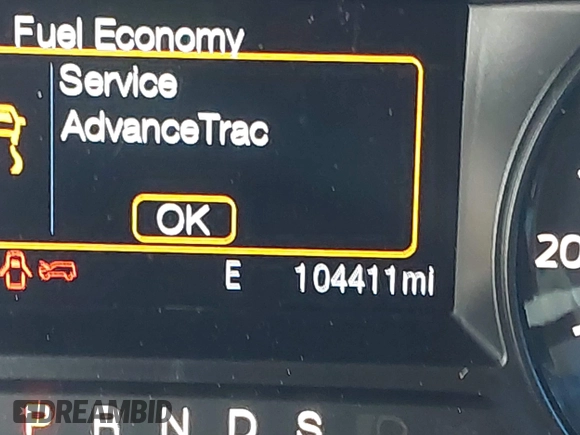 Fuel Economy
Service
AdvanceTrac
OK
E 104411mi
20
P R N D S
DREAMBID